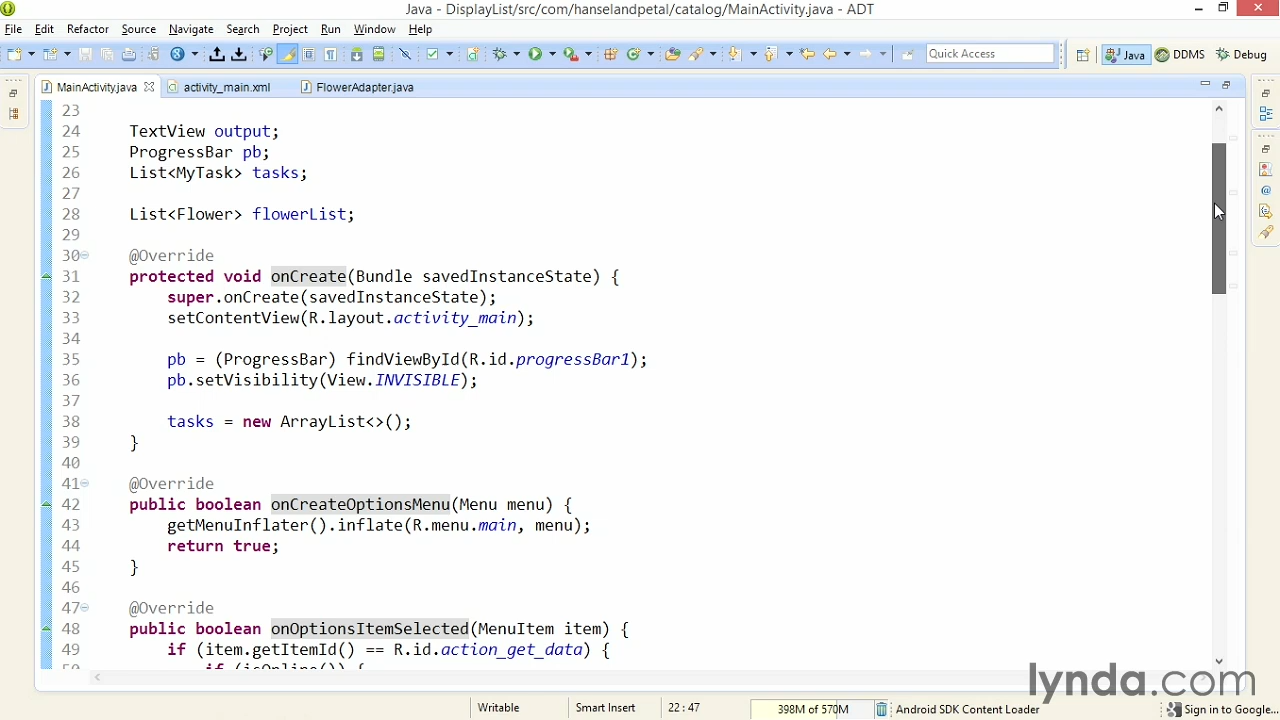 Java - DisplayList/src/com/hanselandpetal/catalog/MainActivity.java - ADT
File Edit Refactor Source Navigate Search Project Run Window Help
Quick Access Java DDMS Debug
MainActivity.java activity_main.xml FlowerAdapter.java
23
24 TextView output;
25 ProgressBar pb;
26 List<MyTask> tasks;
27
28 List<Flower> flowerList;
29
30 @Override
31 protected void onCreate(Bundle savedInstanceState) {
32 super.onCreate(savedInstanceState);
33 setContentView(R.layout.activity_main);
34
35 pb = (ProgressBar) findViewById(R.id.progressBar1);
36 pb.setVisibility(View.INVISIBLE);
37
38 tasks = new ArrayList<>();
39 }
40
41 @Override
42 public boolean onCreateOptionsMenu(Menu menu) {
43 getMenuInflater().inflate(R.menu.main, menu);
44 return true;
45 }
46
47 @Override
48 public boolean onOptionsItemSelected(MenuItem item) {
49 if (item.getItemId() == R.id.action_get_data) {
50 if (isOnline()) {
lynda.com
Writable Smart Insert 22 : 47 398M of 570M Android SDK Content Loader Sign in to Google...